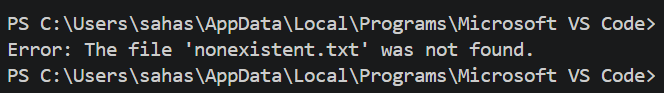 PS C:\Users\sahas\AppData\Local\Programs\Microsoft VS Code>
Error: The file 'nonexistent.txt' was not found.
PS C:\Users\sahas\AppData\Local\Programs\Microsoft VS Code>